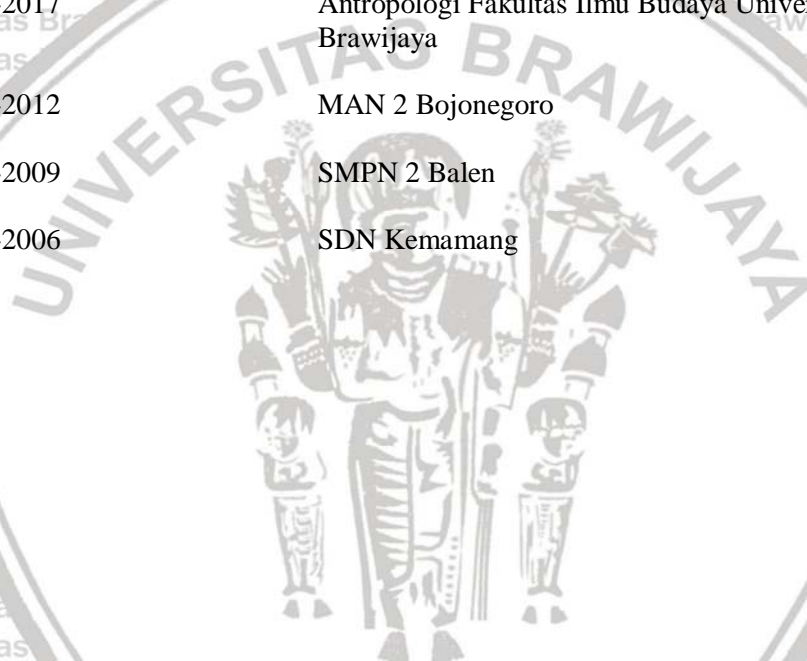 -2017 Antropologi Fakultas Ilmu Budaya Univer
Brawijaya
-2012 MAN 2 Bojonegoro
-2009 SMPN 2 Balen
-2006 SDN Kemamang
UNIVERSITAS BRAWIJAYA